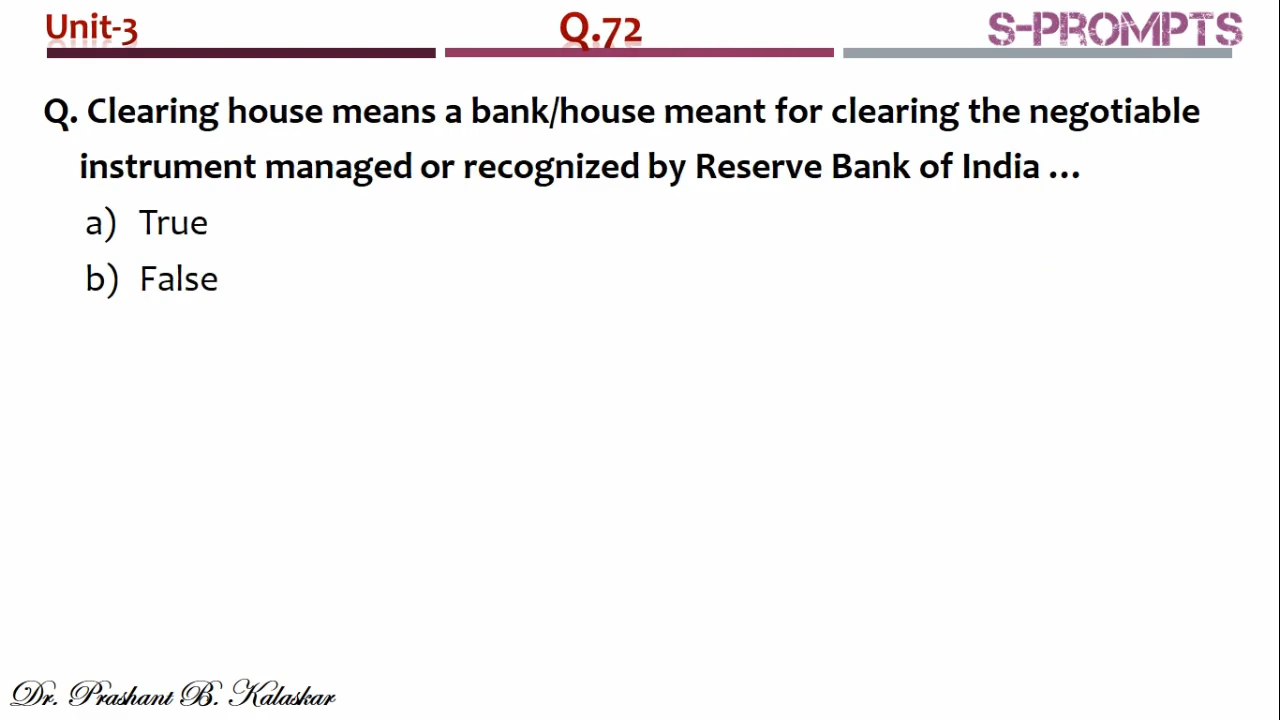 Unit-3 Q.72 S-PROMPTS
Q. Clearing house means a bank/house meant for clearing the negotiable
instrument managed or recognized by Reserve Bank of India ...
a) True
b) False
Dr. Prashant B. Kalaskar